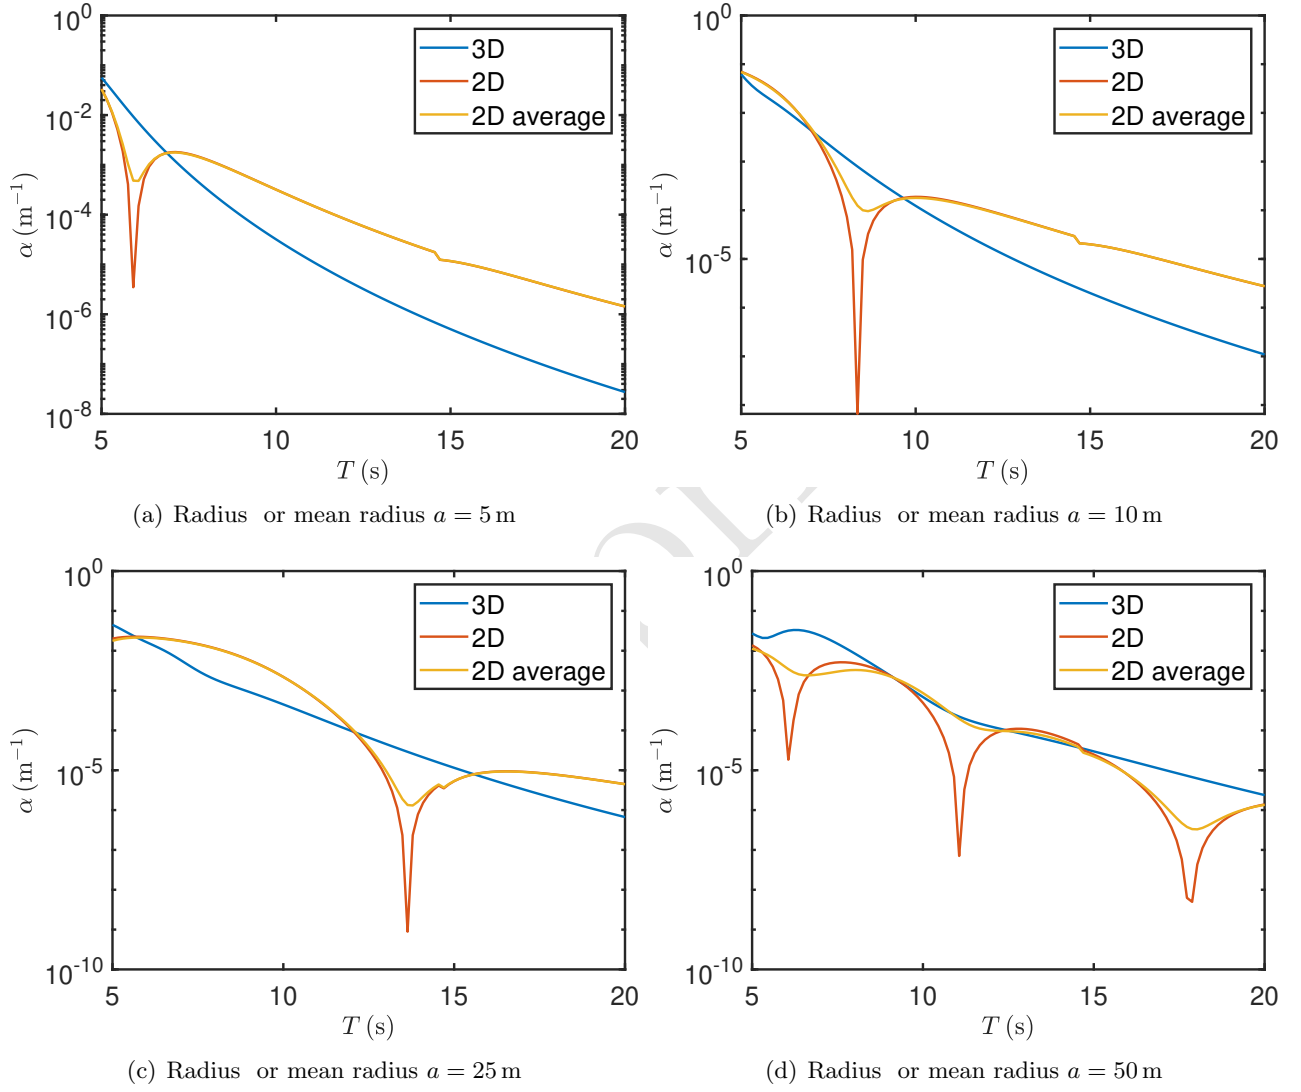 10^0
10^-2
10^-4
10^-6
10^-8
α (m^−1)
3D
2D
2D average
5
10
15
20
T (s)
(a) Radius or mean radius a = 5 m
10^0
10^-5
α (m^−1)
3D
2D
2D average
5
10
15
20
T (s)
(b) Radius or mean radius a = 10 m
10^0
10^-5
10^-10
α (m^−1)
3D
2D
2D average
5
10
15
20
T (s)
(c) Radius or mean radius a = 25 m
10^0
10^-5
10^-10
α (m^−1)
3D
2D
2D average
5
10
15
20
T (s)
(d) Radius or mean radius a = 50 m